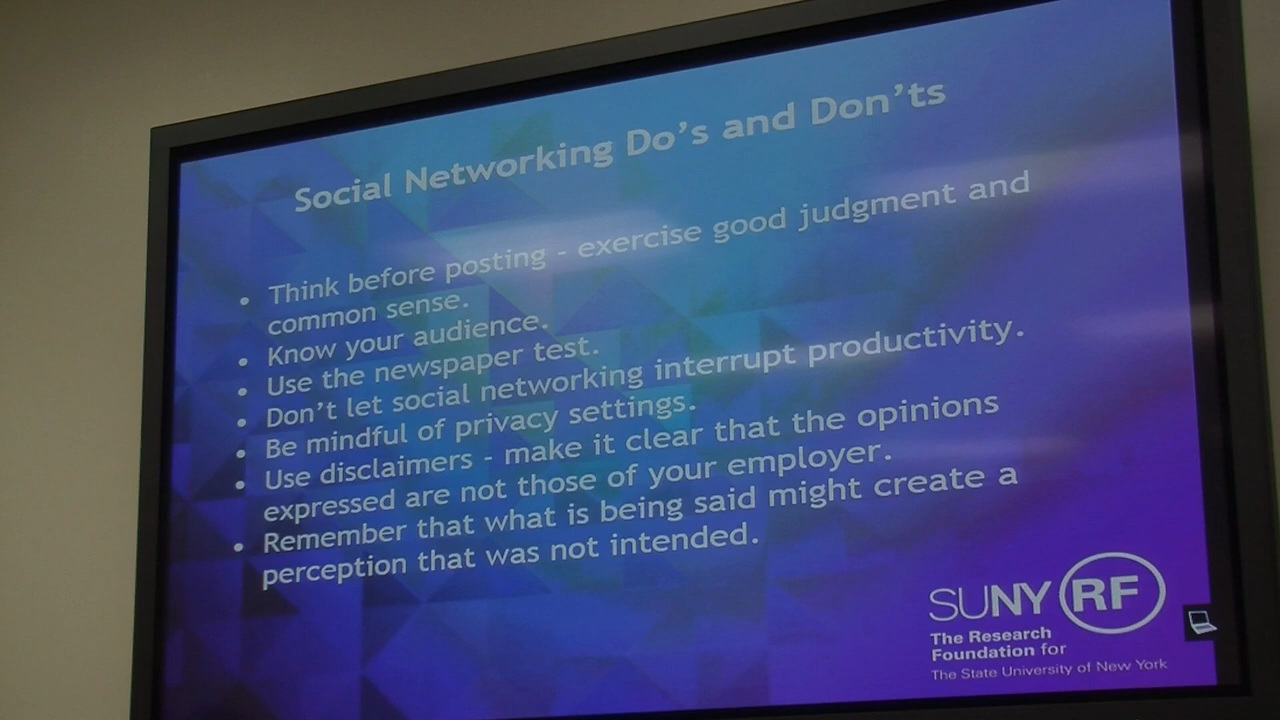 Social Networking Do's and Don'ts
• Think before posting - exercise good judgment and
common sense.
• Know your audience.
• Use the newspaper test.
• Don't let social networking interrupt productivity.
• Be mindful of privacy settings.
• Use disclaimers - make it clear that the opinions
expressed are not those of your employer.
• Remember that what is being said might create a
perception that was not intended.
SUNY RF
The Research
Foundation for
The State University of New York